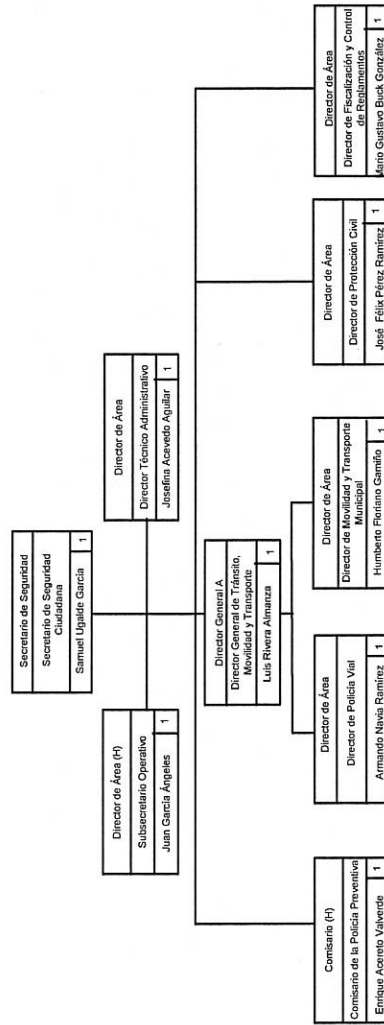 Secretario de Seguridad
Secretario de Seguridad
Ciudadana
Samuel Ugalde García 1
Director de Área (H)
Subsecretario Operativo
Juan García Ángeles 1
Director de Área
Director Técnico Administrativo
Josefina Acevedo Aguilar 1
Director General A
Director General de Tránsito,
Movilidad y Transporte
Luis Rivera Almanza 1
Comisario (H)
Comisario de la Policía Preventiva
Enrique Acereto Valverde 1
Director de Área
Director de Policía Vial
Armando Navia Ramírez 1
Director de Área
Director de Movilidad y Transporte
Municipal
Humberto Floriano Gamiño 1
Director de Área
Director de Protección Civil
José Félix Pérez Ramírez 1
Director de Área
Director de Fiscalización y Control
de Reglamentos
Mario Gustavo Buck González 1